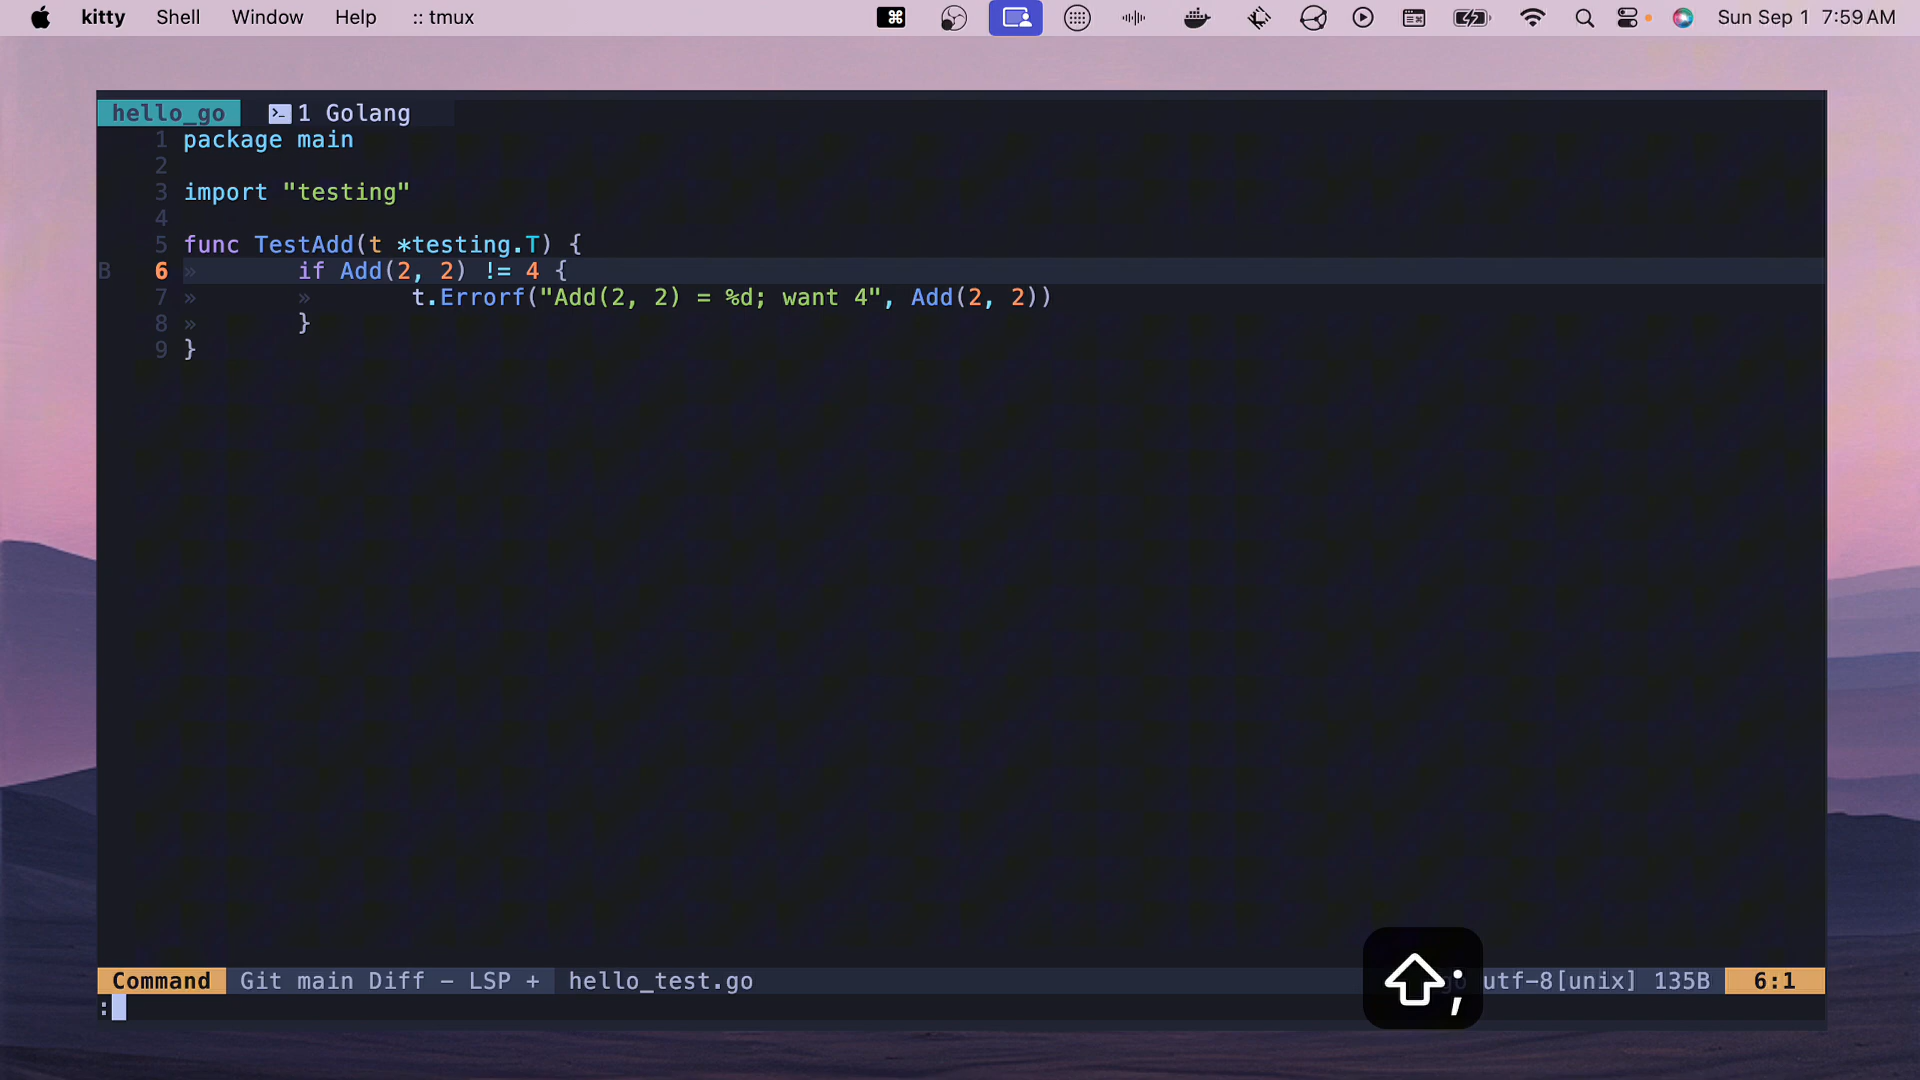 kitty Shell Window Help :: tmux Sun Sep 1 7:59 AM
hello_go 1 Golang
1 package main
2
3 import "testing"
4
5 func TestAdd(t *testing.T) {
B 6 » if Add(2, 2) != 4 {
7 » » t.Errorf("Add(2, 2) = %d; want 4", Add(2, 2))
8 » }
9 }
Command Git main Diff - LSP + hello_test.go utf-8[unix] 135B 6:1
:
⇧;